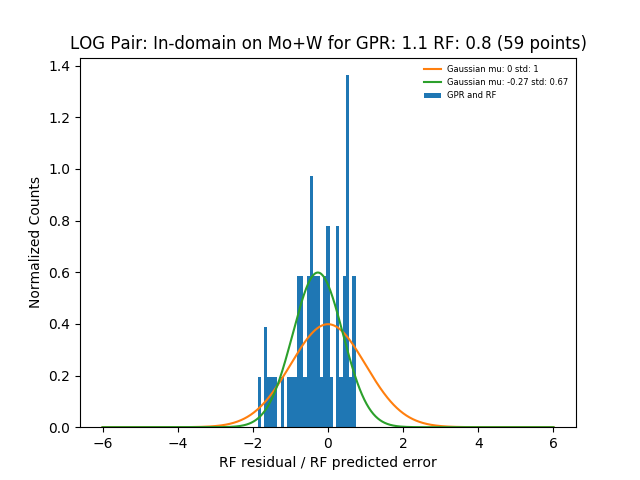 LOG Pair: In-domain on Mo+W for GPR: 1.1 RF: 0.8 (59 points)
Gaussian mu: 0 std: 1
Gaussian mu: -0.27 std: 0.67
GPR and RF
Normalized Counts
1.4
1.2
1.0
0.8
0.6
0.4
0.2
0.0
−6 −4 −2 0 2 4 6
RF residual / RF predicted error